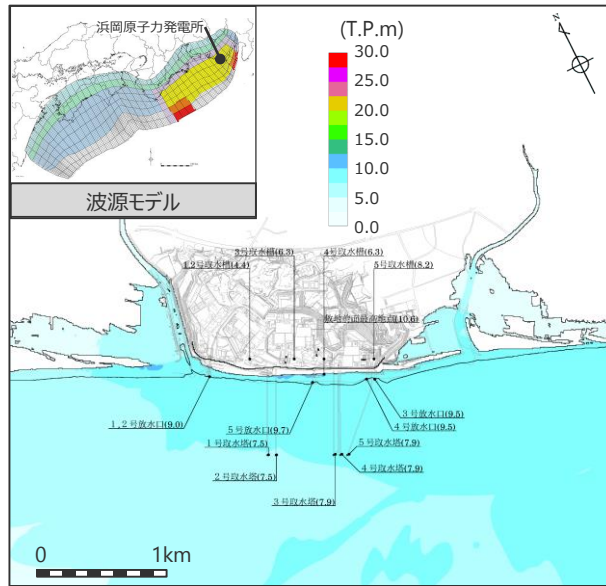 浜岡原子力発電所
波源モデル
(T.P.m)
30.0
25.0
20.0
15.0
10.0
5.0
0.0
N
3号取水槽(6.3)
4号取水槽(6.3)
1,2号取水槽(4.4)
5号取水槽(8.2)
敷地前面最高地点(10.6)
1,2号放水口(9.0)
5号放水口(9.7)
3号放水口(9.5)
4号放水口(9.5)
1号取水塔(7.5)
5号取水塔(7.9)
2号取水塔(7.5)
4号取水塔(7.9)
3号取水塔(7.9)
0 1km